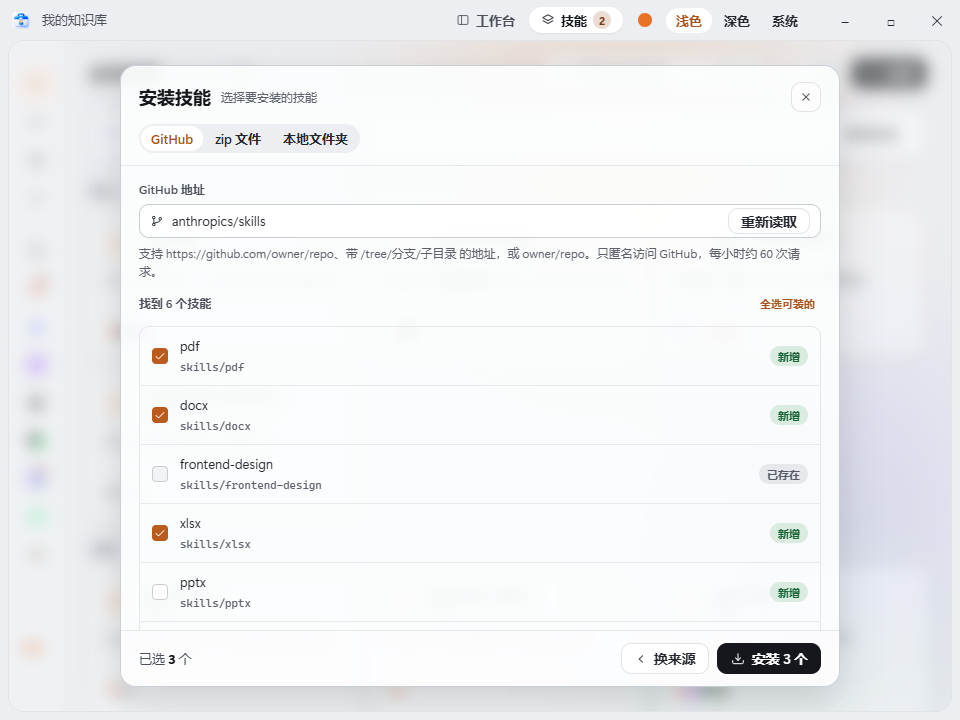 我的知识库
工作台
技能 2
浅色
深色
系统
安装技能 选择要安装的技能
GitHub
zip 文件
本地文件夹
GitHub 地址
anthropics/skills
重新读取
支持 https://github.com/owner/repo、带 /tree/分支/子目录 的地址，或 owner/repo。只匿名访问 GitHub，每小时约 60 次请
求。
找到 6 个技能
全选可装的
pdf
skills/pdf
新增
docx
skills/docx
新增
frontend-design
skills/frontend-design
已存在
xlsx
skills/xlsx
新增
pptx
skills/pptx
新增
已选 3 个
换来源
安装 3 个